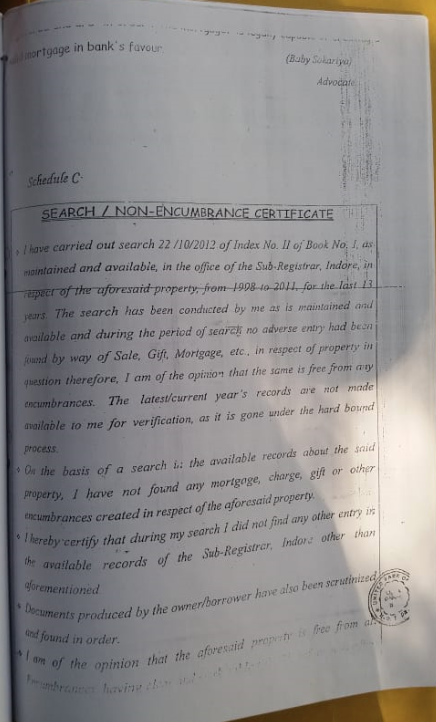 mortgage in bank's favour.
(Baby Sokariya)
Advocate
Schedule C-
SEARCH / NON-ENCUMBRANCE CERTIFICATE
I have carried out search 22 /10/2012 of Index No. II of Book No. I, as
maintained and available, in the office of the Sub-Registrar, Indore, in
respect of the aforesaid property, from 1998 to 2011, for the last 13
years. The search has been conducted by me as is maintained and
available and during the period of search no adverse entry had been
found by way of Sale, Gift, Mortgage, etc., in respect of property in
question therefore, I am of the opinion that the same is free from any
encumbrances. The latest/current year's records are not made
available to me for verification, as it is gone under the hard bound
process.
On the basis of a search in the available records about the said
property, I have not found any mortgage, charge, gift or other
encumbrances created in respect of the aforesaid property.
I hereby certify that during my search I did not find any other entry in
the available records of the Sub-Registrar, Indore other than
aforementioned
Documents produced by the owner/borrower have also been scrutinized
and found in order.
I am of the opinion that the aforesaid property is free from all
Encumbrances, having clear